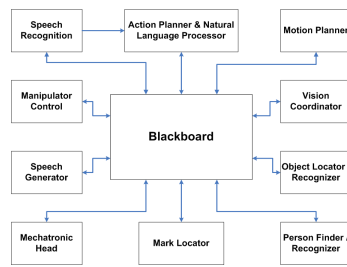 Speech
Recognition
Action Planner & Natural
Language Processor
Motion Planner
Manipulator
Control
Vision
Coordinator
Blackboard
Speech
Generator
Object Locator
Recognizer
Mechatronic
Head
Mark Locator
Person Finder /
Recognizer